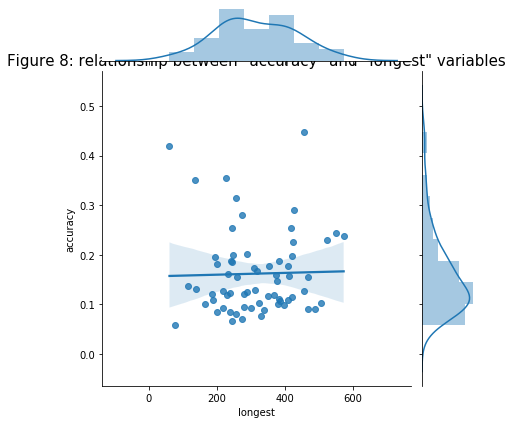 Figure 8: relationship between "accuracy" and "longest" variables
0.5
0.4
0.3
accuracy
0.2
0.1
0.0
0 200 400 600
longest